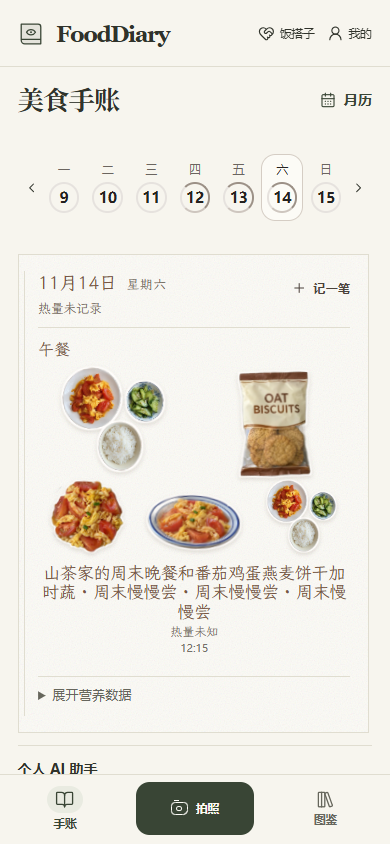 FoodDiary
饭搭子
我的
美食手账
月历
一 二 三 四 五 六 日
9 10 11 12 13 14 15
11月14日 星期六
记一笔
热量未记录
午餐
OAT
BISCUITS
山茶家的周末晚餐和番茄鸡蛋燕麦饼干加
时蔬・周末慢慢尝・周末慢慢尝・周末慢
慢尝
热量未知
12:15
展开营养数据
个人 AI 助手
手账
拍照
图鉴